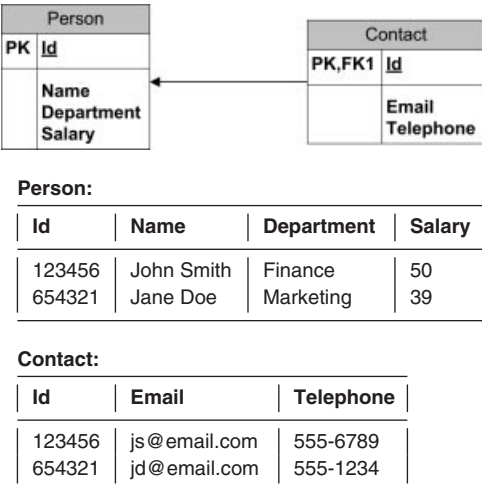 Person
PK Id
Name
Department
Salary
Contact
PK,FK1 Id
Email
Telephone
Person:
Id Name Department Salary
123456 John Smith Finance 50
654321 Jane Doe Marketing 39
Contact:
Id Email Telephone
123456 js@email.com 555-6789
654321 jd@email.com 555-1234